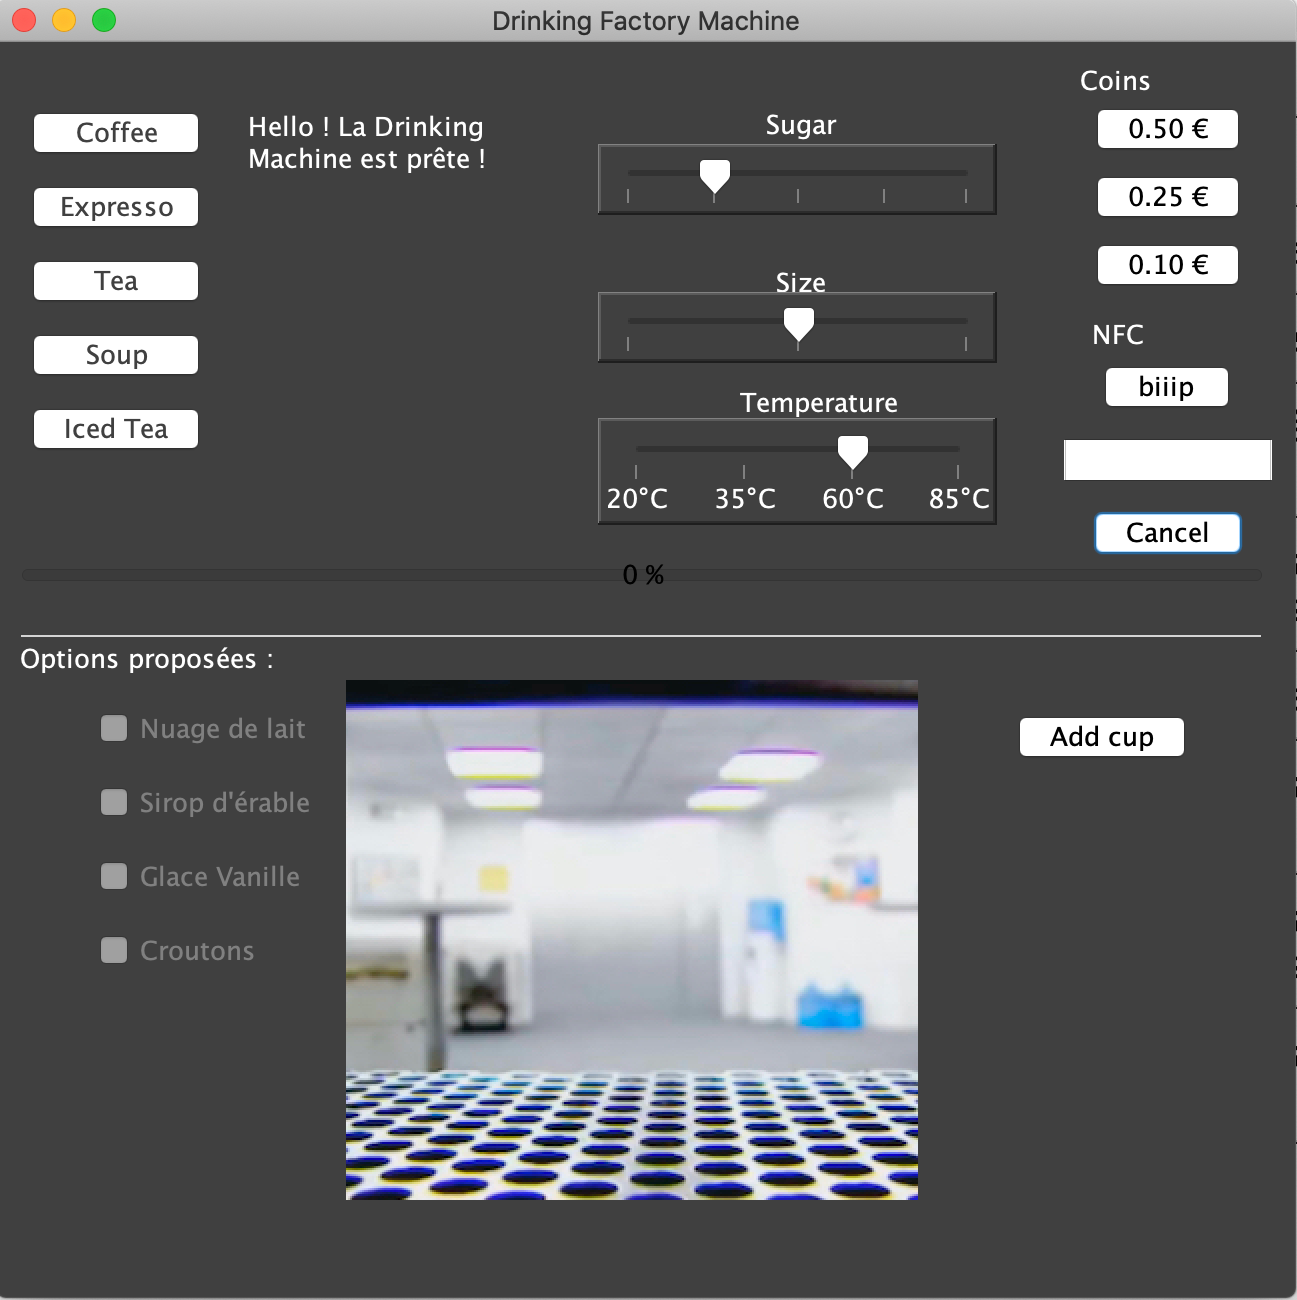 Drinking Factory Machine
Coffee
Expresso
Tea
Soup
Iced Tea
Hello ! La Drinking
Machine est prête !
Sugar
Size
Temperature
20°C 35°C 60°C 85°C
Coins
0.50 €
0.25 €
0.10 €
NFC
biiip
Cancel
0 %
Options proposées :
Nuage de lait
Sirop d'érable
Glace Vanille
Croutons
Add cup